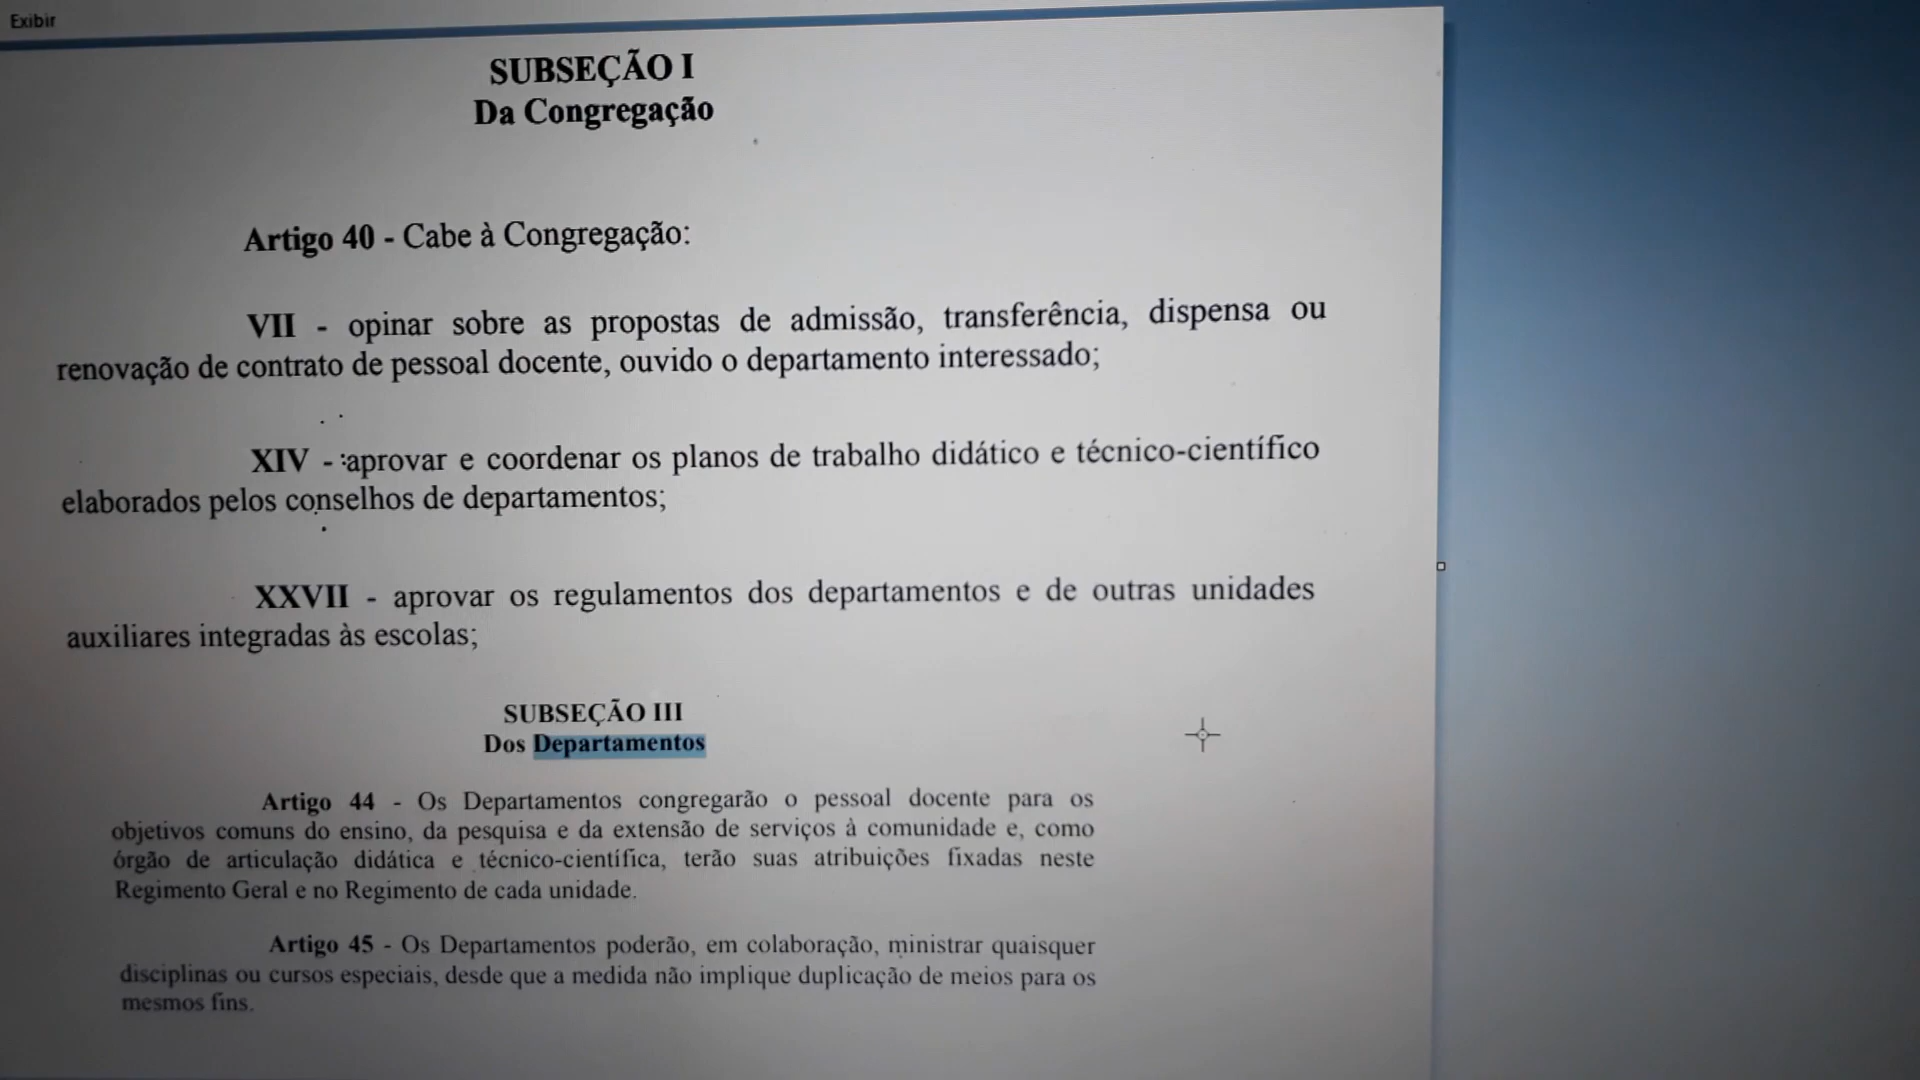 Exibir
SUBSEÇÃO I
Da Congregação
Artigo 40 - Cabe à Congregação:
VII - opinar sobre as propostas de admissão, transferência, dispensa ou
renovação de contrato de pessoal docente, ouvido o departamento interessado;
XIV - aprovar e coordenar os planos de trabalho didático e técnico-científico
elaborados pelos conselhos de departamentos;
XXVII - aprovar os regulamentos dos departamentos e de outras unidades
auxiliares integradas às escolas;
SUBSEÇÃO III
Dos Departamentos
Artigo 44 - Os Departamentos congregarão o pessoal docente para os
objetivos comuns do ensino, da pesquisa e da extensão de serviços à comunidade e, como
órgão de articulação didática e técnico-científica, terão suas atribuições fixadas neste
Regimento Geral e no Regimento de cada unidade.
Artigo 45 - Os Departamentos poderão, em colaboração, ministrar quaisquer
disciplinas ou cursos especiais, desde que a medida não implique duplicação de meios para os
mesmos fins.